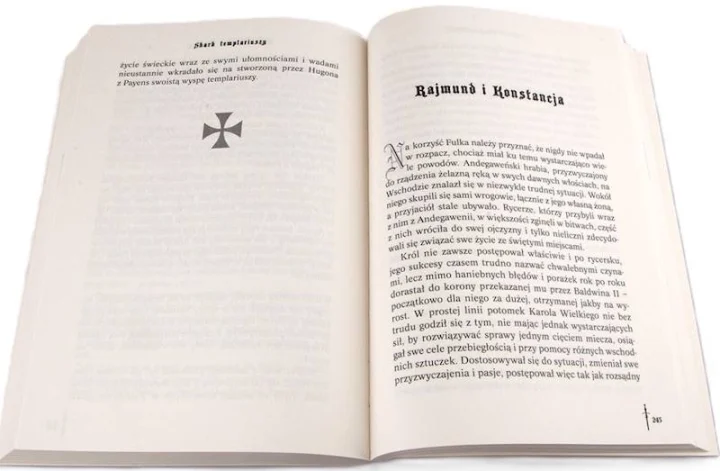 Skarb templariuszy
życie świeckie wraz ze swymi ułomnościami i wadami
nieustannie wkradało się na stworzoną przez Hugona
z Payens swoistą wyspę templariuszy.
Rajmund i Konstancja
Na korzyść Fulka należy przyznać, że nigdy nie wpadał
w rozpacz, chociaż miał ku temu wystarczająco wie-
le powodów. Andegaweński hrabia, przyzwyczajony
do rządzenia żelazną ręką w swych dawnych włościach, na
Wschodzie znalazł się w niezwykle trudnej sytuacji. Wokół
niego skupili się sami wrogowie, łącznie z jego własną żoną,
a przyjaciół stale ubywało. Rycerze, którzy przybyli wraz
z nim z Andegawenii, w większości zginęli w bitwach, część
z nich wróciła do swej ojczyzny i tylko nieliczni zdecydo-
wali się związać swe życie ze świętymi miejscami.
Król nie zawsze postępował właściwie i po rycersku,
jego sukcesy czasem trudno nazwać chwalebnymi czyna-
mi, lecz mimo haniebnych błędów i porażek rok po roku
dorastał do korony przekazanej mu przez Baldwina II –
początkowo dla niego za dużej, otrzymanej jakby na wy-
rost. W prostej linii potomek Karola Wielkiego nie bez
trudu godził się z tym, nie mając jednak wystarczających
sił, by rozwiązywać sprawy jednym cięciem miecza, osią-
gał swe cele przebiegłością i przy pomocy różnych wschod-
nich sztuczek. Dostosowywał się do sytuacji, zmieniał swe
przyzwyczajenia i pasje, postępował więc tak jak rozsądny
245